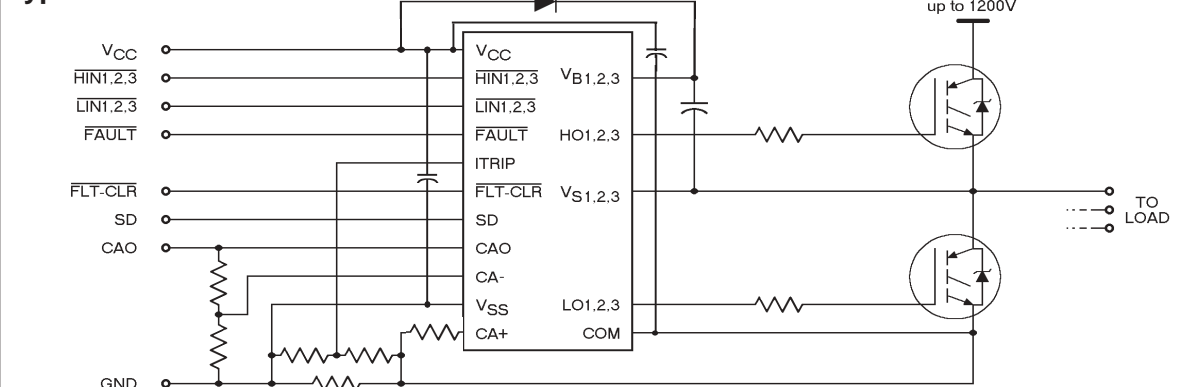 up to 1200V
VCC
HIN1,2,3
LIN1,2,3
FAULT
FLT-CLR
SD
CAO
GND
VCC
HIN1,2,3
LIN1,2,3
FAULT
ITRIP
FLT-CLR
SD
CAO
CA-
VSS
CA+
VB1,2,3
HO1,2,3
VS1,2,3
LO1,2,3
COM
TO
LOAD